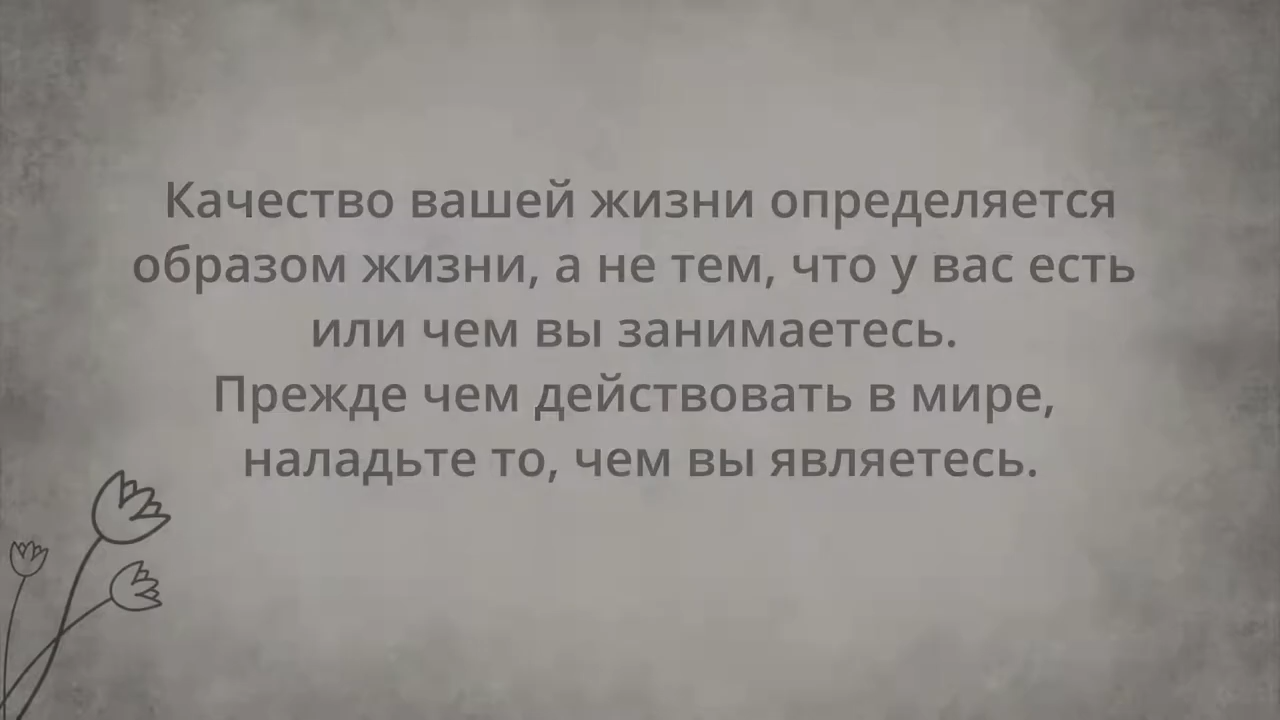 Качество вашей жизни определяется
образом жизни, а не тем, что у вас есть
или чем вы занимаетесь.
Прежде чем действовать в мире,
наладьте то, чем вы являетесь.